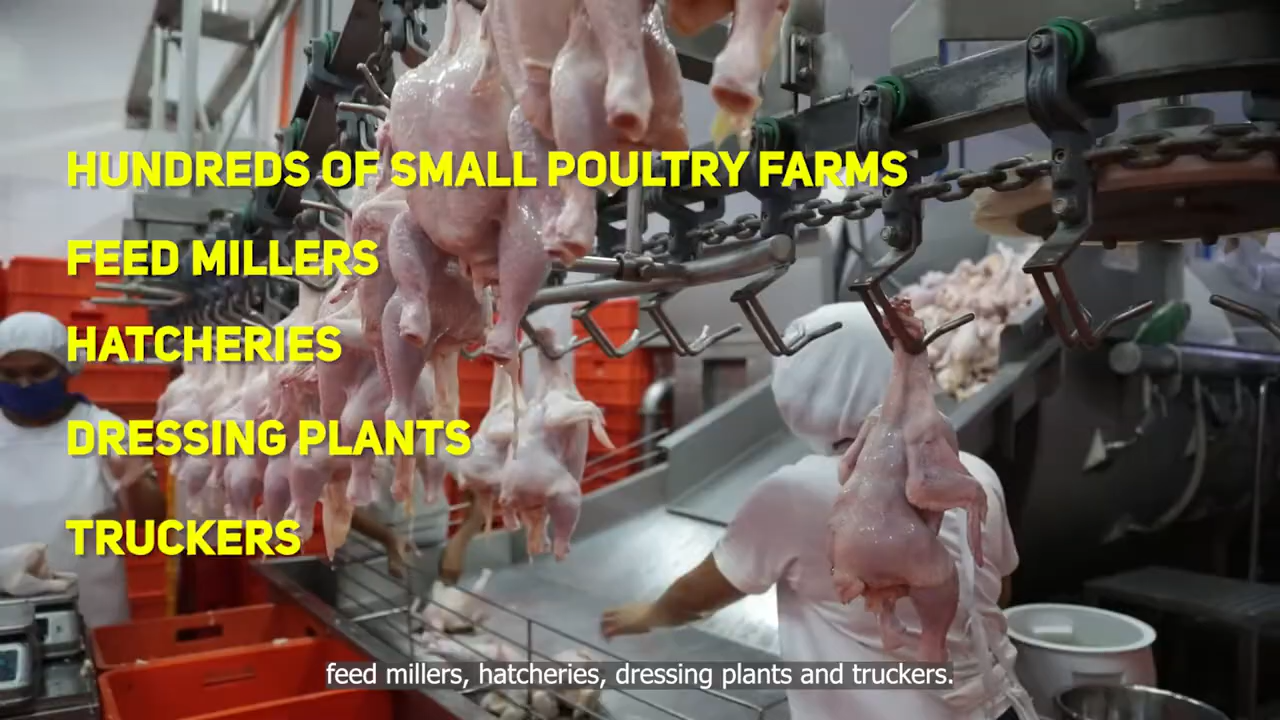 HUNDREDS OF SMALL POULTRY FARMS
FEED MILLERS
HATCHERIES
DRESSING PLANTS
TRUCKERS
feed millers, hatcheries, dressing plants and truckers.